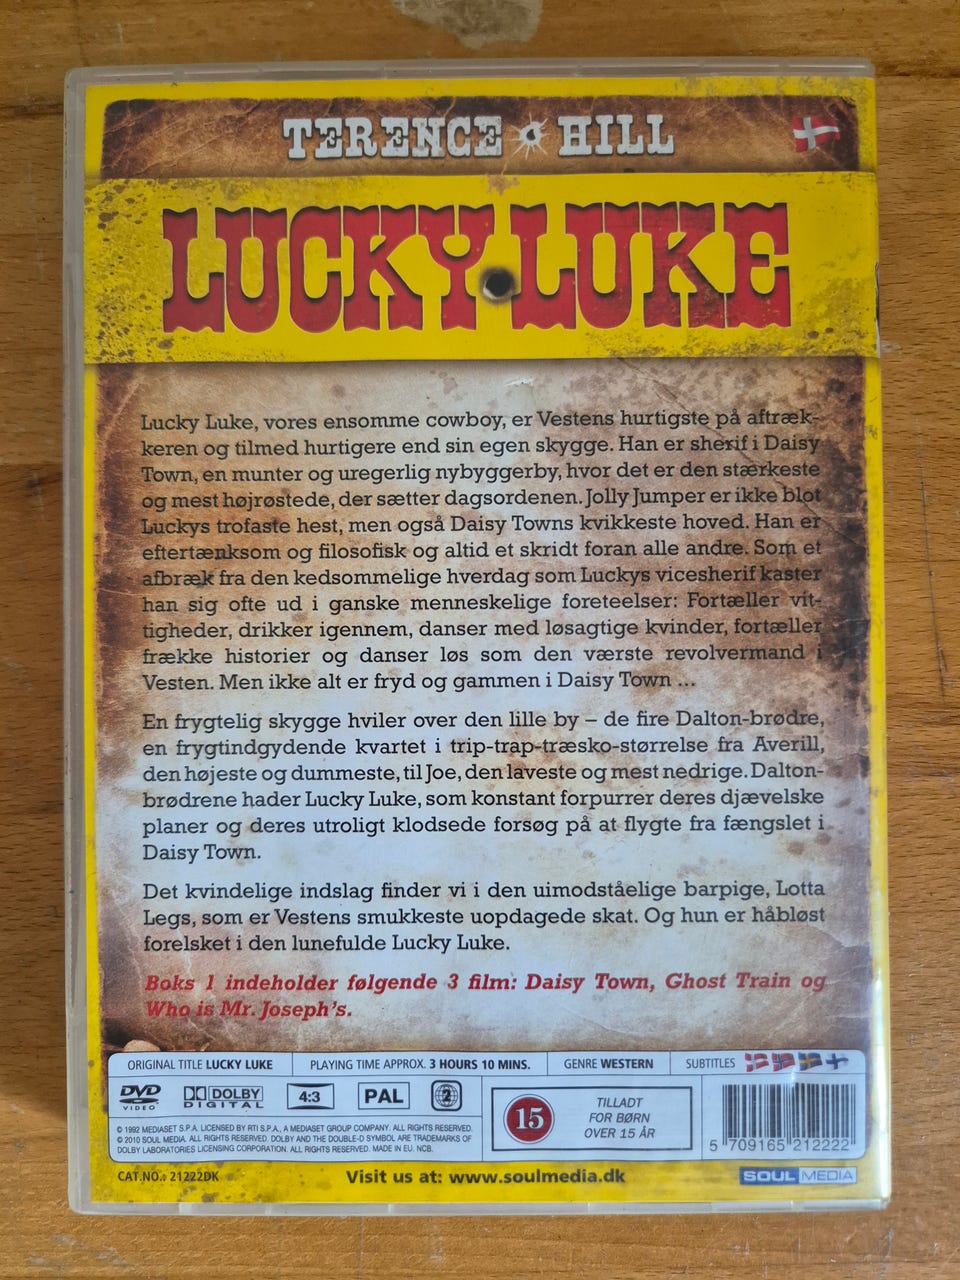 TERENCE HILL
LUCKY LUKE
Lucky Luke, vores ensomme cowboy, er Vestens hurtigste på aftræk-
keren og tilmed hurtigere end sin egen skygge. Han er sherif i Daisy
Town, en munter og uregerlig nybyggerby, hvor det er den stærkeste
og mest højrøstede, der sætter dagsordenen. Jolly Jumper er ikke blot
Luckys trofaste hest, men også Daisy Towns kvikkeste hoved. Han er
eftertænksom og filosofisk og altid et skridt foran alle andre. Som et
afbræk fra den kedsommelige hverdag som Luckys vicesherif kaster
han sig ofte ud i ganske menneskelige foreteelser: Fortæller vit-
tigheder, drikker igennem, danser med løsagtige kvinder, fortæller
frække historier og danser løs som den værste revolvermand i
Vesten. Men ikke alt er fryd og gammen i Daisy Town ...
En frygtelig skygge hviler over den lille by – de fire Dalton-brødre,
en frygtindgydende kvartet i trip-trap-træsko-størrelse fra Averill,
den højeste og dummeste, til Joe, den laveste og mest nedrige. Dalton-
brødrene hader Lucky Luke, som konstant forpurrer deres djævelske
planer og deres utroligt klodsede forsøg på at flygte fra fængslet i
Daisy Town.
Det kvindelige indslag finder vi i den uimodståelige barpige, Lotta
Legs, som er Vestens smukkeste uopdagede skat. Og hun er håbløst
forelsket i den lunefulde Lucky Luke.
Boks 1 indeholder følgende 3 film: Daisy Town, Ghost Train og
Who is Mr. Joseph's.
ORIGINAL TITLE LUCKY LUKE PLAYING TIME APPROX. 3 HOURS 10 MINS. GENRE WESTERN SUBTITLES
DVD VIDEO DOLBY DIGITAL 4:3 PAL 2
© 1992 MEDIASET S.P.A. LICENSED BY RTI S.P.A., A MEDIASET GROUP COMPANY. ALL RIGHTS RESERVED.
© 2010 SOUL MEDIA. ALL RIGHTS RESERVED. DOLBY AND THE DOUBLE-D SYMBOL ARE TRADEMARKS OF
DOLBY LABORATORIES LICENSING CORPORATION. ALL RIGHTS RESERVED. MADE IN EU. NCB.
15
TILLADT
FOR BØRN
OVER 15 ÅR
5 709165 212222
CAT.NO.: 21222DK Visit us at: www.soulmedia.dk SOUL MEDIA